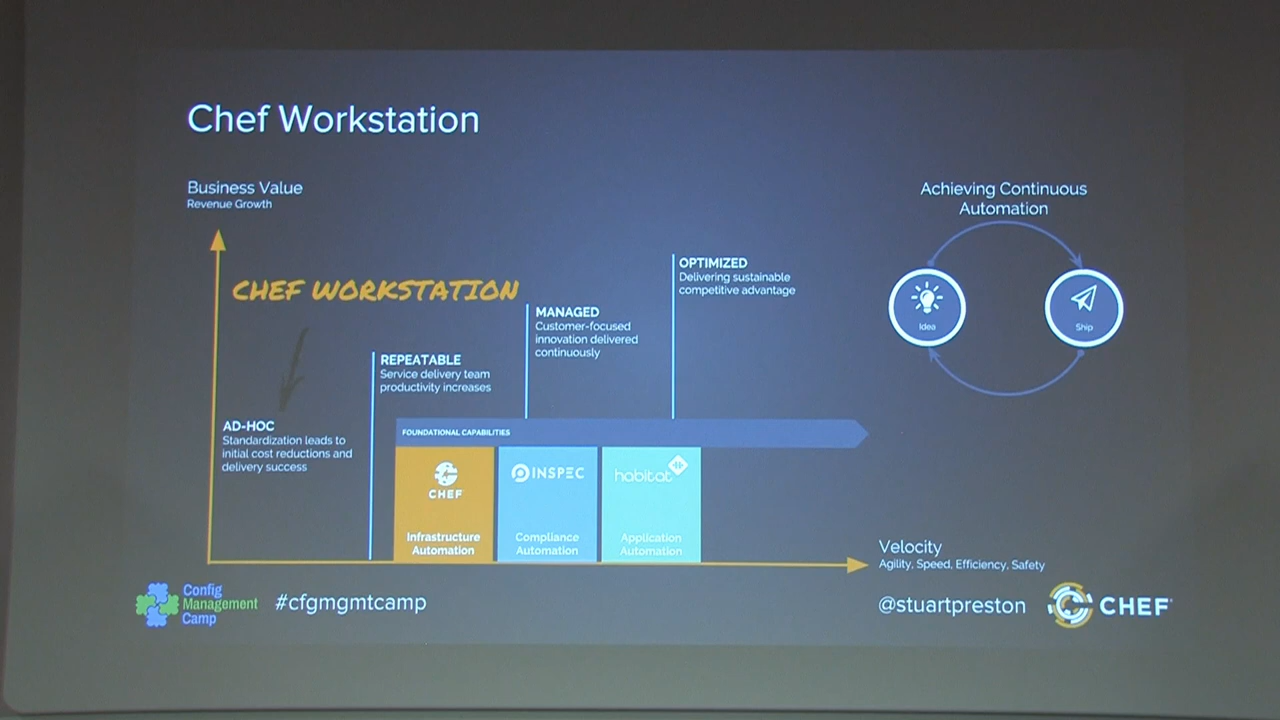 Chef Workstation
Business Value
Revenue Growth
CHEF WORKSTATION
AD-HOC
Standardization leads to
initial cost reductions and
delivery success
REPEATABLE
Service delivery team
productivity increases
MANAGED
Customer-focused
innovation delivered
continuously
OPTIMIZED
Delivering sustainable
competitive advantage
Achieving Continuous
Automation
Idea
Ship
FOUNDATIONAL CAPABILITIES
CHEF
Infrastructure
Automation
INSPEC
Compliance
Automation
habitat
Application
Automation
Velocity
Agility, Speed, Efficiency, Safety
Config
Management
Camp
#cfgmgmtcamp
@stuartpreston
CHEF